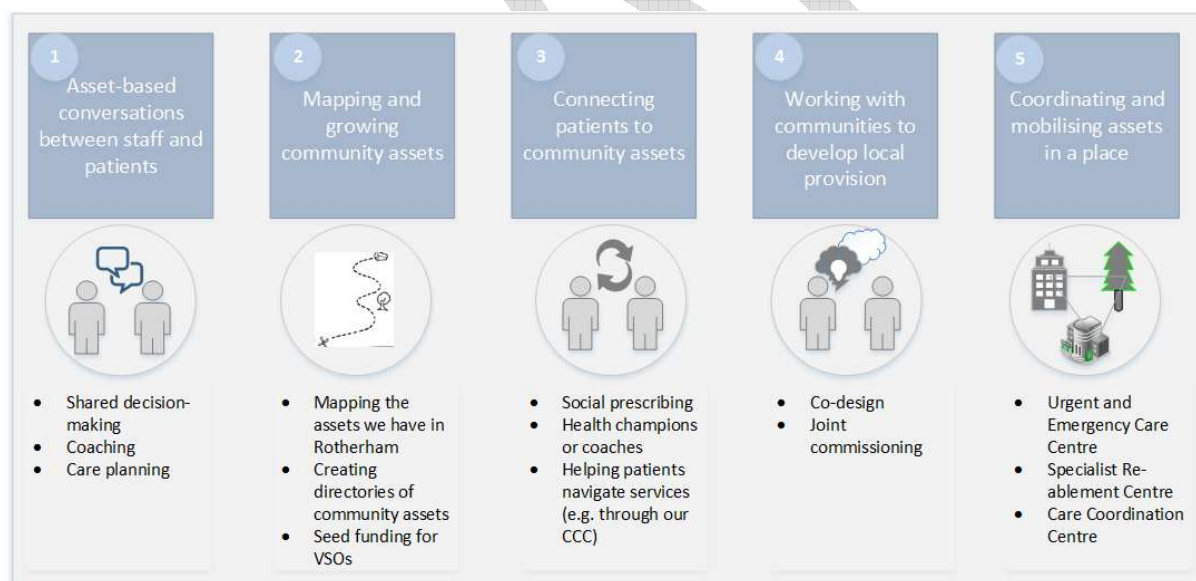 1
Asset-based
conversations
between staff and
patients
2
Mapping and
growing
community assets
3
Connecting
patients to
community assets
4
Working with
communities to
develop local
provision
5
Coordinating and
mobilising assets
in a place
• Shared decision-
making
• Coaching
• Care planning
• Mapping the
assets we have in
Rotherham
• Creating
directories of
community assets
• Seed funding for
VSOs
• Social prescribing
• Health champions
or coaches
• Helping patients
navigate services
(e.g. through our
CCC)
• Co-design
• Joint
commissioning
• Urgent and
Emergency Care
Centre
• Specialist Re-
ablement Centre
• Care Coordination
Centre